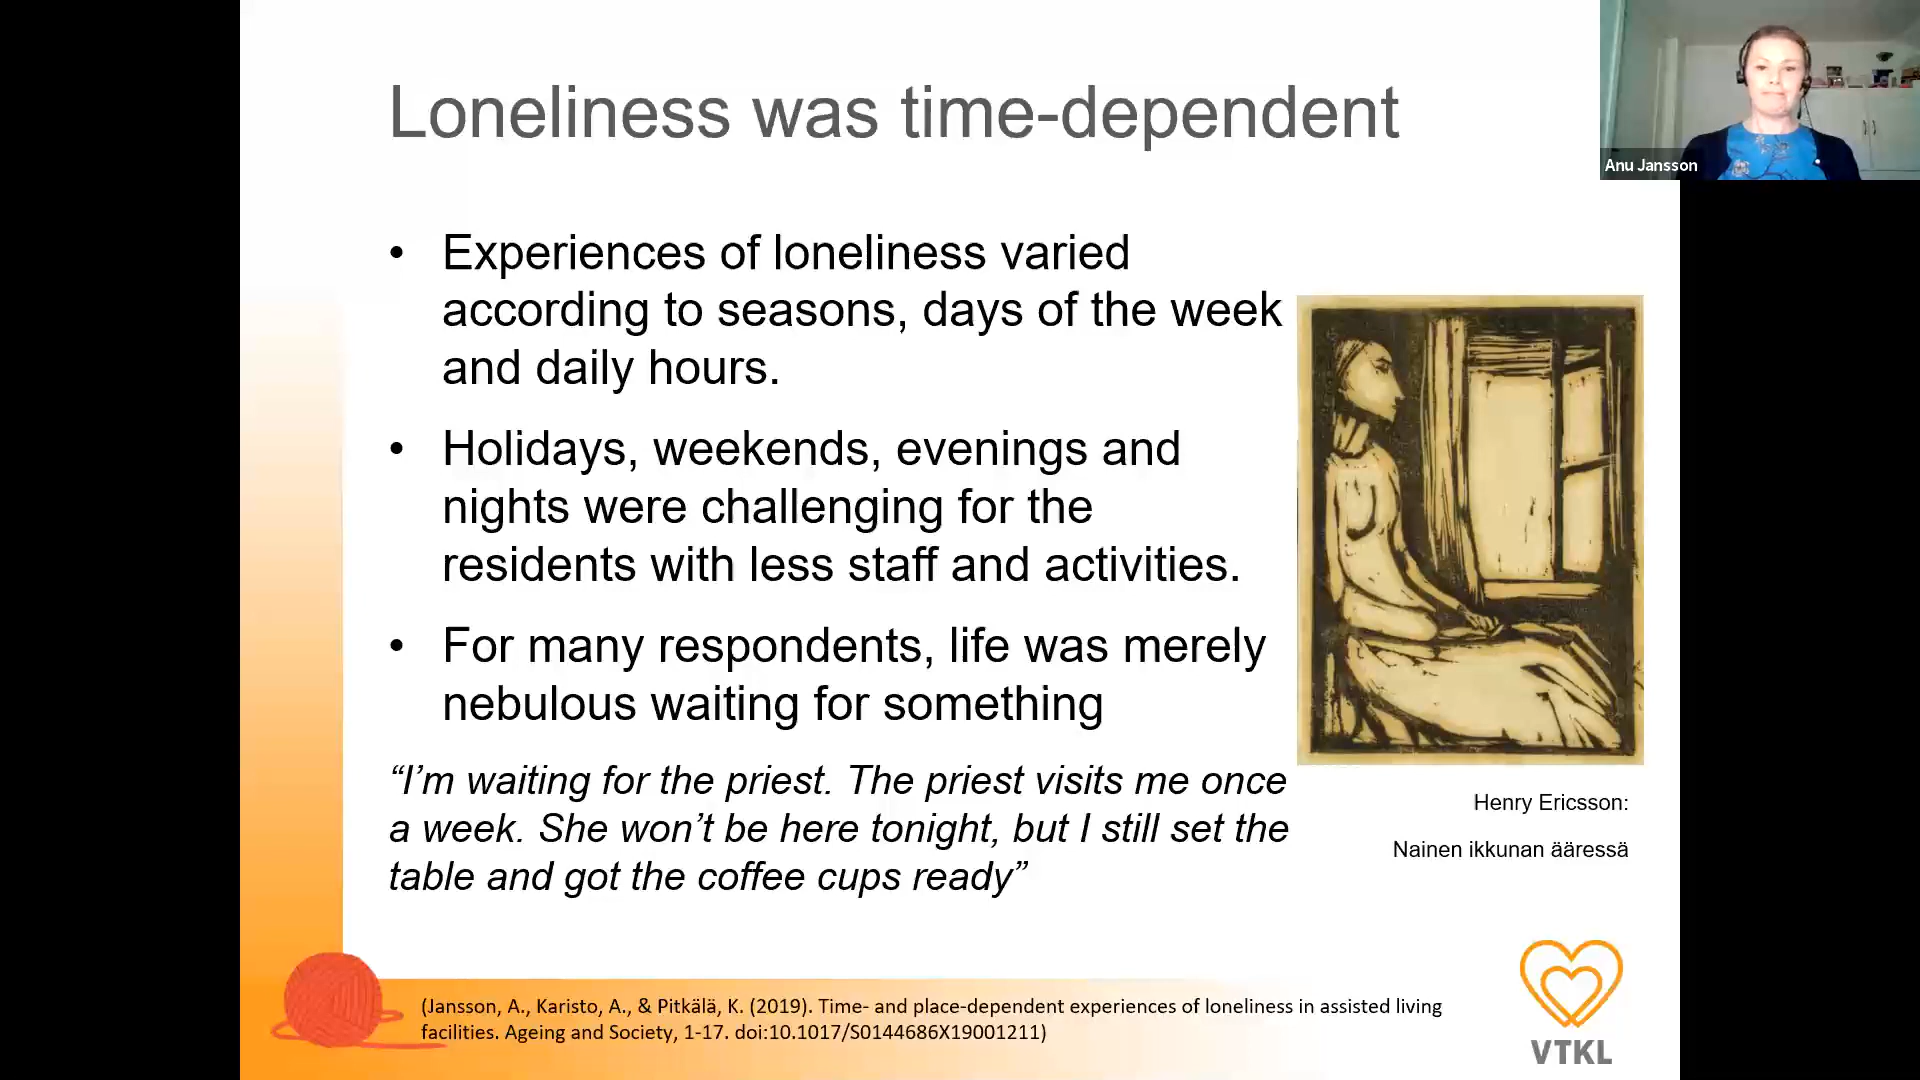 Loneliness was time-dependent
Anu Jansson
• Experiences of loneliness varied
according to seasons, days of the week
and daily hours.
• Holidays, weekends, evenings and
nights were challenging for the
residents with less staff and activities.
• For many respondents, life was merely
nebulous waiting for something
“I’m waiting for the priest. The priest visits me once
a week. She won’t be here tonight, but I still set the
table and got the coffee cups ready”
Henry Ericsson:
Nainen ikkunan ääressä
(Jansson, A., Karisto, A., & Pitkälä, K. (2019). Time- and place-dependent experiences of loneliness in assisted living
facilities. Ageing and Society, 1-17. doi:10.1017/S0144686X19001211)
VTKL